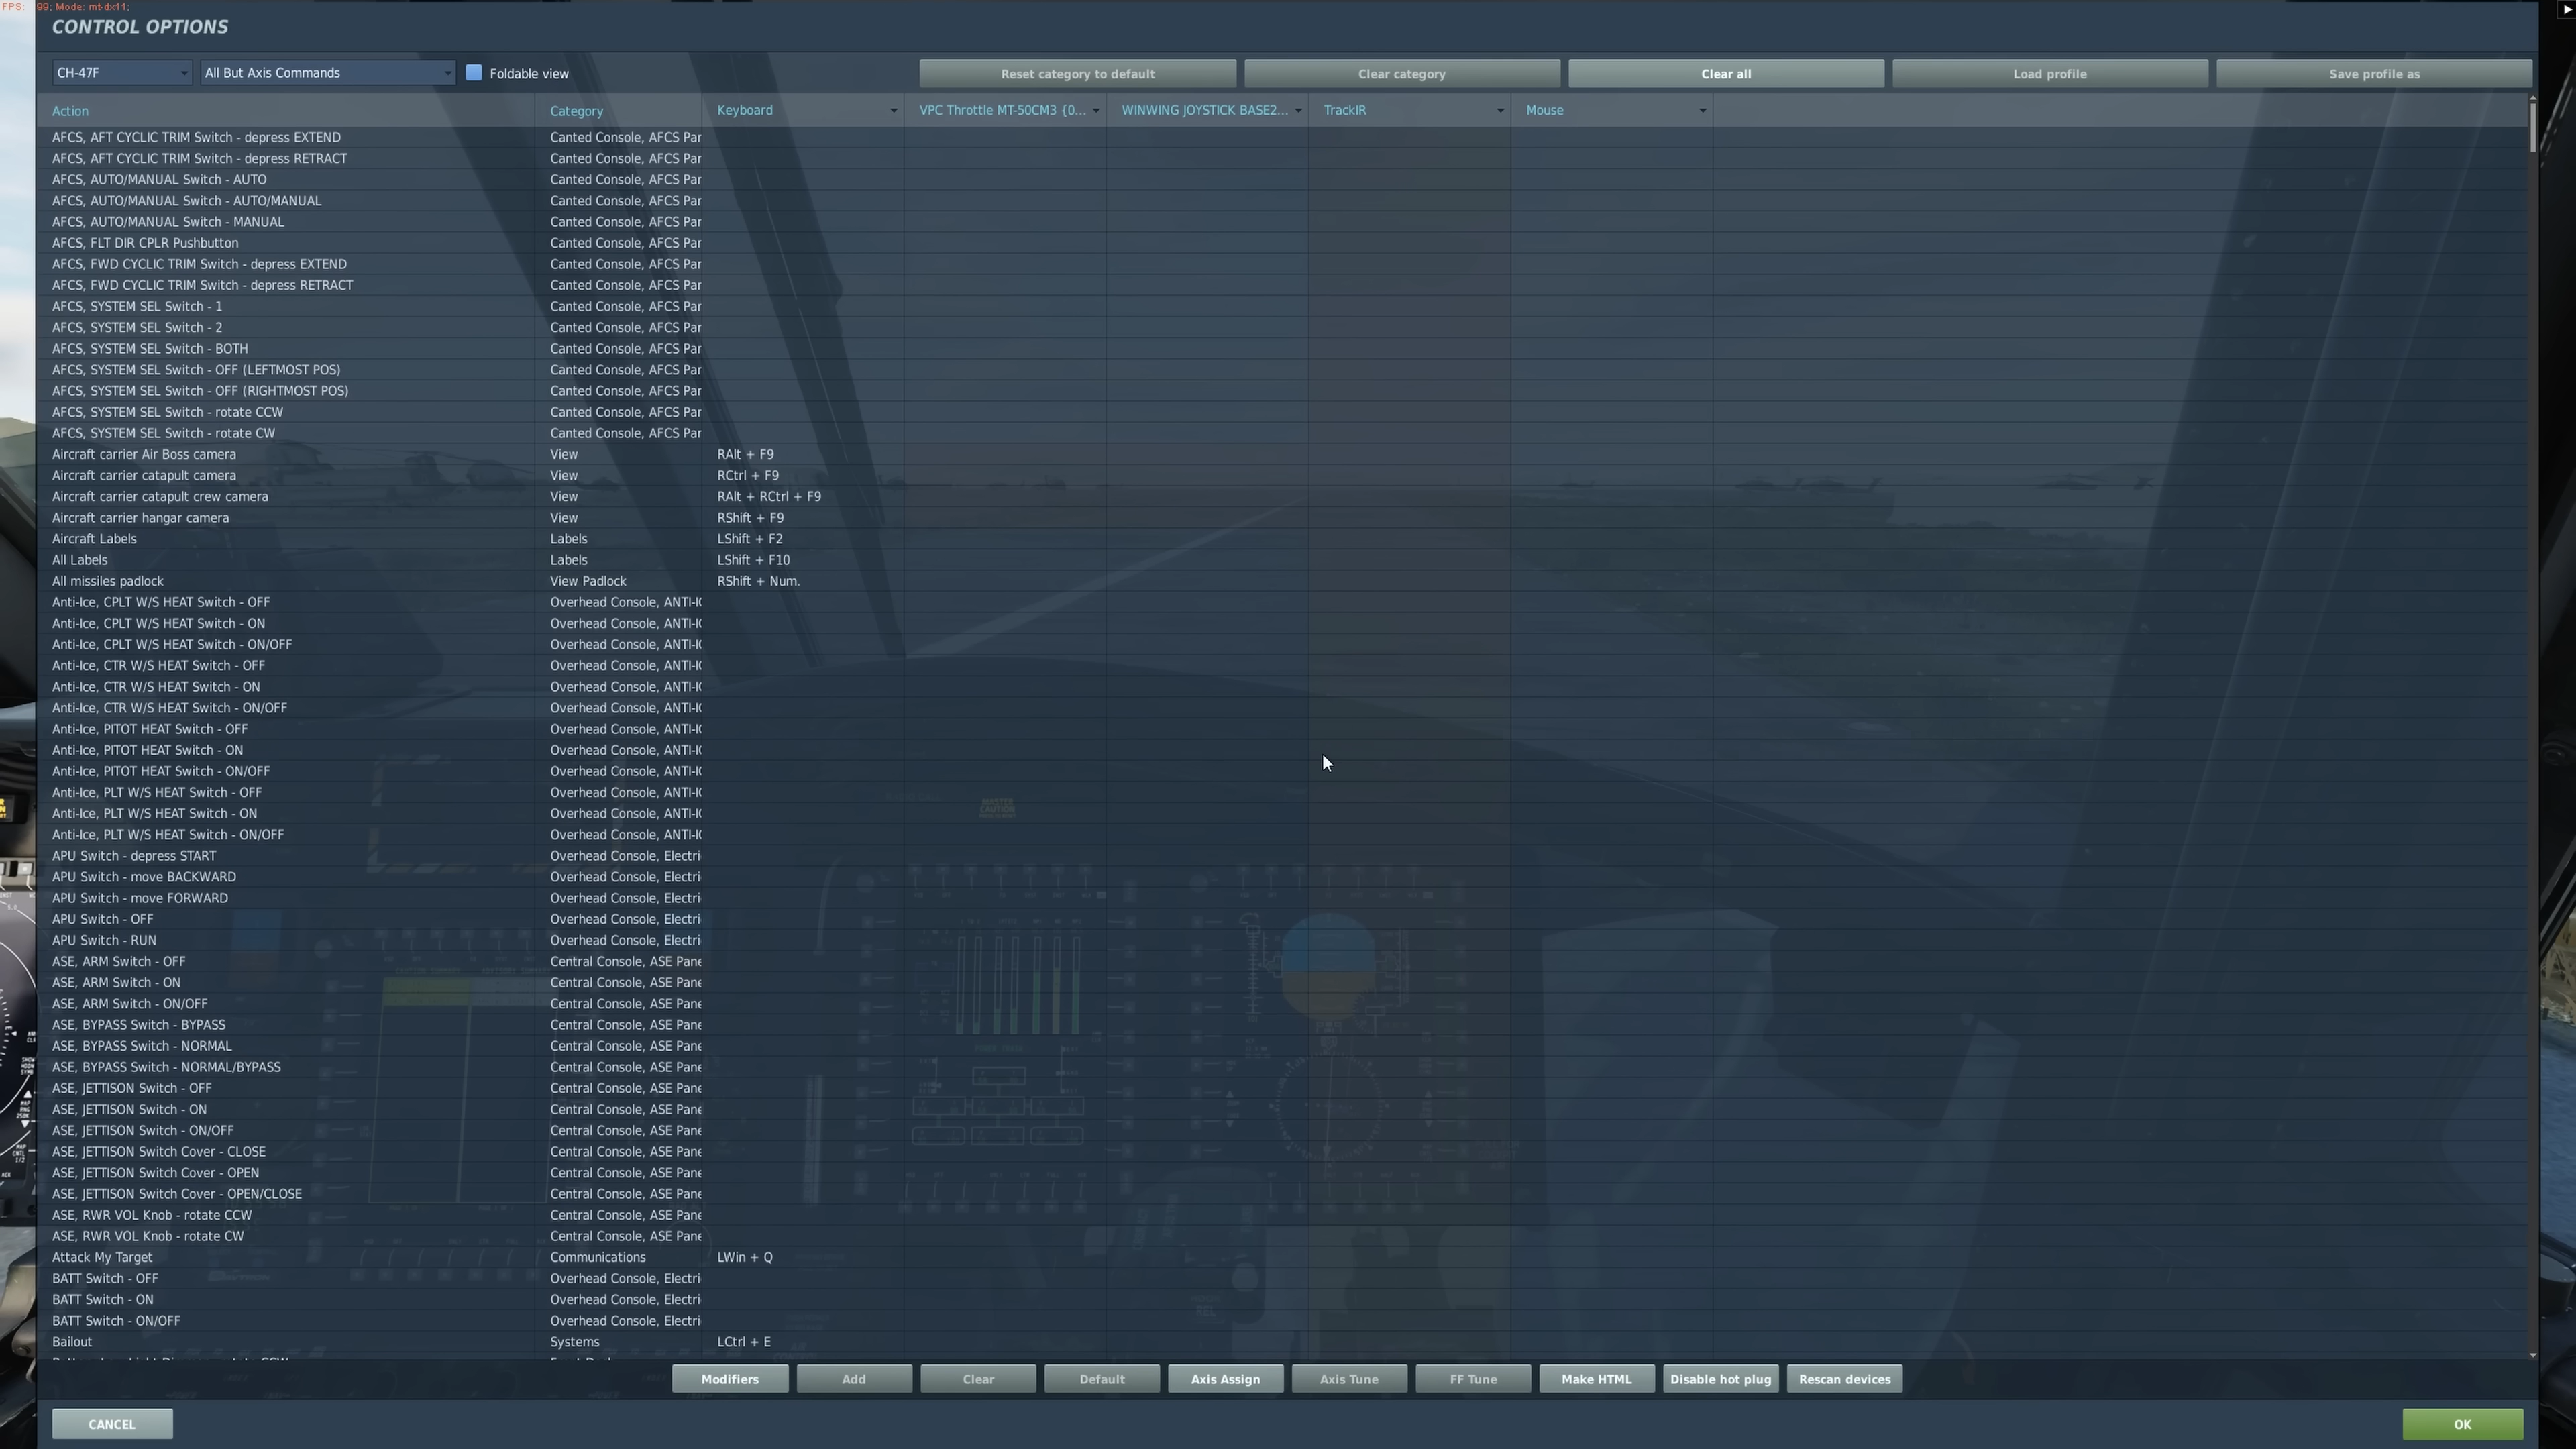 FPS: 99; Mode: mt-dx11;
CONTROL OPTIONS
CH-47F All But Axis Commands Foldable view Reset category to default Clear category Clear all Load profile Save profile as
Action Category Keyboard VPC Throttle MT-50CM3 {0... WINWING JOYSTICK BASE2... TrackIR Mouse
AFCS, AFT CYCLIC TRIM Switch - depress EXTEND Canted Console, AFCS Par
AFCS, AFT CYCLIC TRIM Switch - depress RETRACT Canted Console, AFCS Par
AFCS, AUTO/MANUAL Switch - AUTO Canted Console, AFCS Par
AFCS, AUTO/MANUAL Switch - AUTO/MANUAL Canted Console, AFCS Par
AFCS, AUTO/MANUAL Switch - MANUAL Canted Console, AFCS Par
AFCS, FLT DIR CPLR Pushbutton Canted Console, AFCS Par
AFCS, FWD CYCLIC TRIM Switch - depress EXTEND Canted Console, AFCS Par
AFCS, FWD CYCLIC TRIM Switch - depress RETRACT Canted Console, AFCS Par
AFCS, SYSTEM SEL Switch - 1 Canted Console, AFCS Par
AFCS, SYSTEM SEL Switch - 2 Canted Console, AFCS Par
AFCS, SYSTEM SEL Switch - BOTH Canted Console, AFCS Par
AFCS, SYSTEM SEL Switch - OFF (LEFTMOST POS) Canted Console, AFCS Par
AFCS, SYSTEM SEL Switch - OFF (RIGHTMOST POS) Canted Console, AFCS Par
AFCS, SYSTEM SEL Switch - rotate CCW Canted Console, AFCS Par
AFCS, SYSTEM SEL Switch - rotate CW Canted Console, AFCS Par
Aircraft carrier Air Boss camera View RAlt + F9
Aircraft carrier catapult camera View RCtrl + F9
Aircraft carrier catapult crew camera View RAlt + RCtrl + F9
Aircraft carrier hangar camera View RShift + F9
Aircraft Labels Labels LShift + F2
All Labels Labels LShift + F10
All missiles padlock View Padlock RShift + Num.
Anti-Ice, CPLT W/S HEAT Switch - OFF Overhead Console, ANTI-I
Anti-Ice, CPLT W/S HEAT Switch - ON Overhead Console, ANTI-I
Anti-Ice, CPLT W/S HEAT Switch - ON/OFF Overhead Console, ANTI-I
Anti-Ice, CTR W/S HEAT Switch - OFF Overhead Console, ANTI-I
Anti-Ice, CTR W/S HEAT Switch - ON Overhead Console, ANTI-I
Anti-Ice, CTR W/S HEAT Switch - ON/OFF Overhead Console, ANTI-I
Anti-Ice, PITOT HEAT Switch - OFF Overhead Console, ANTI-I
Anti-Ice, PITOT HEAT Switch - ON Overhead Console, ANTI-I
Anti-Ice, PITOT HEAT Switch - ON/OFF Overhead Console, ANTI-I
Anti-Ice, PLT W/S HEAT Switch - OFF Overhead Console, ANTI-I
Anti-Ice, PLT W/S HEAT Switch - ON Overhead Console, ANTI-I
Anti-Ice, PLT W/S HEAT Switch - ON/OFF Overhead Console, ANTI-I
APU Switch - depress START Overhead Console, Electri
APU Switch - move BACKWARD Overhead Console, Electri
APU Switch - move FORWARD Overhead Console, Electri
APU Switch - OFF Overhead Console, Electri
APU Switch - RUN Overhead Console, Electri
ASE, ARM Switch - OFF Central Console, ASE Pane
ASE, ARM Switch - ON Central Console, ASE Pane
ASE, ARM Switch - ON/OFF Central Console, ASE Pane
ASE, BYPASS Switch - BYPASS Central Console, ASE Pane
ASE, BYPASS Switch - NORMAL Central Console, ASE Pane
ASE, BYPASS Switch - NORMAL/BYPASS Central Console, ASE Pane
ASE, JETTISON Switch - OFF Central Console, ASE Pane
ASE, JETTISON Switch - ON Central Console, ASE Pane
ASE, JETTISON Switch - ON/OFF Central Console, ASE Pane
ASE, JETTISON Switch Cover - CLOSE Central Console, ASE Pane
ASE, JETTISON Switch Cover - OPEN Central Console, ASE Pane
ASE, JETTISON Switch Cover - OPEN/CLOSE Central Console, ASE Pane
ASE, RWR VOL Knob - rotate CCW Central Console, ASE Pane
ASE, RWR VOL Knob - rotate CW Central Console, ASE Pane
Attack My Target Communications LWin + Q
BATT Switch - OFF Overhead Console, Electri
BATT Switch - ON Overhead Console, Electri
BATT Switch - ON/OFF Overhead Console, Electri
Bailout Systems LCtrl + E
Modifiers Add Clear Default Axis Assign Axis Tune FF Tune Make HTML Disable hot plug Rescan devices
CANCEL OK